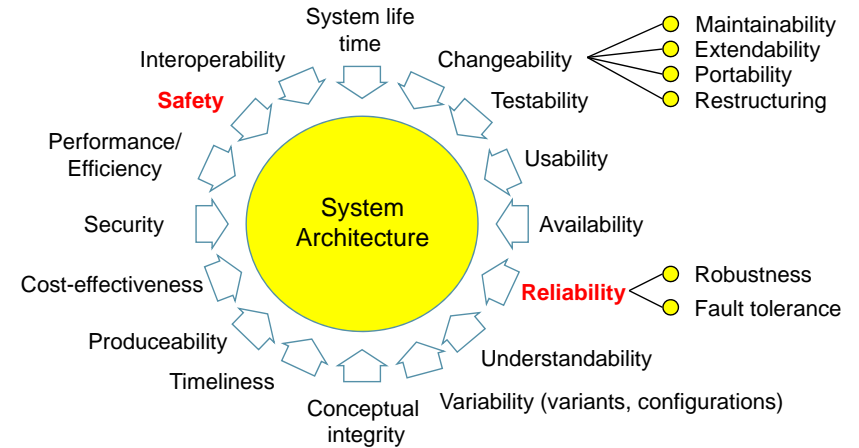 System life
time
Interoperability
Changeability
Maintainability
Extendability
Portability
Restructuring
Safety
Testability
Performance/
Efficiency
Usability
Security
System
Architecture
Availability
Cost-effectiveness
Reliability
Robustness
Fault tolerance
Produceability
Understandability
Timeliness
Conceptual
integrity
Variability (variants, configurations)